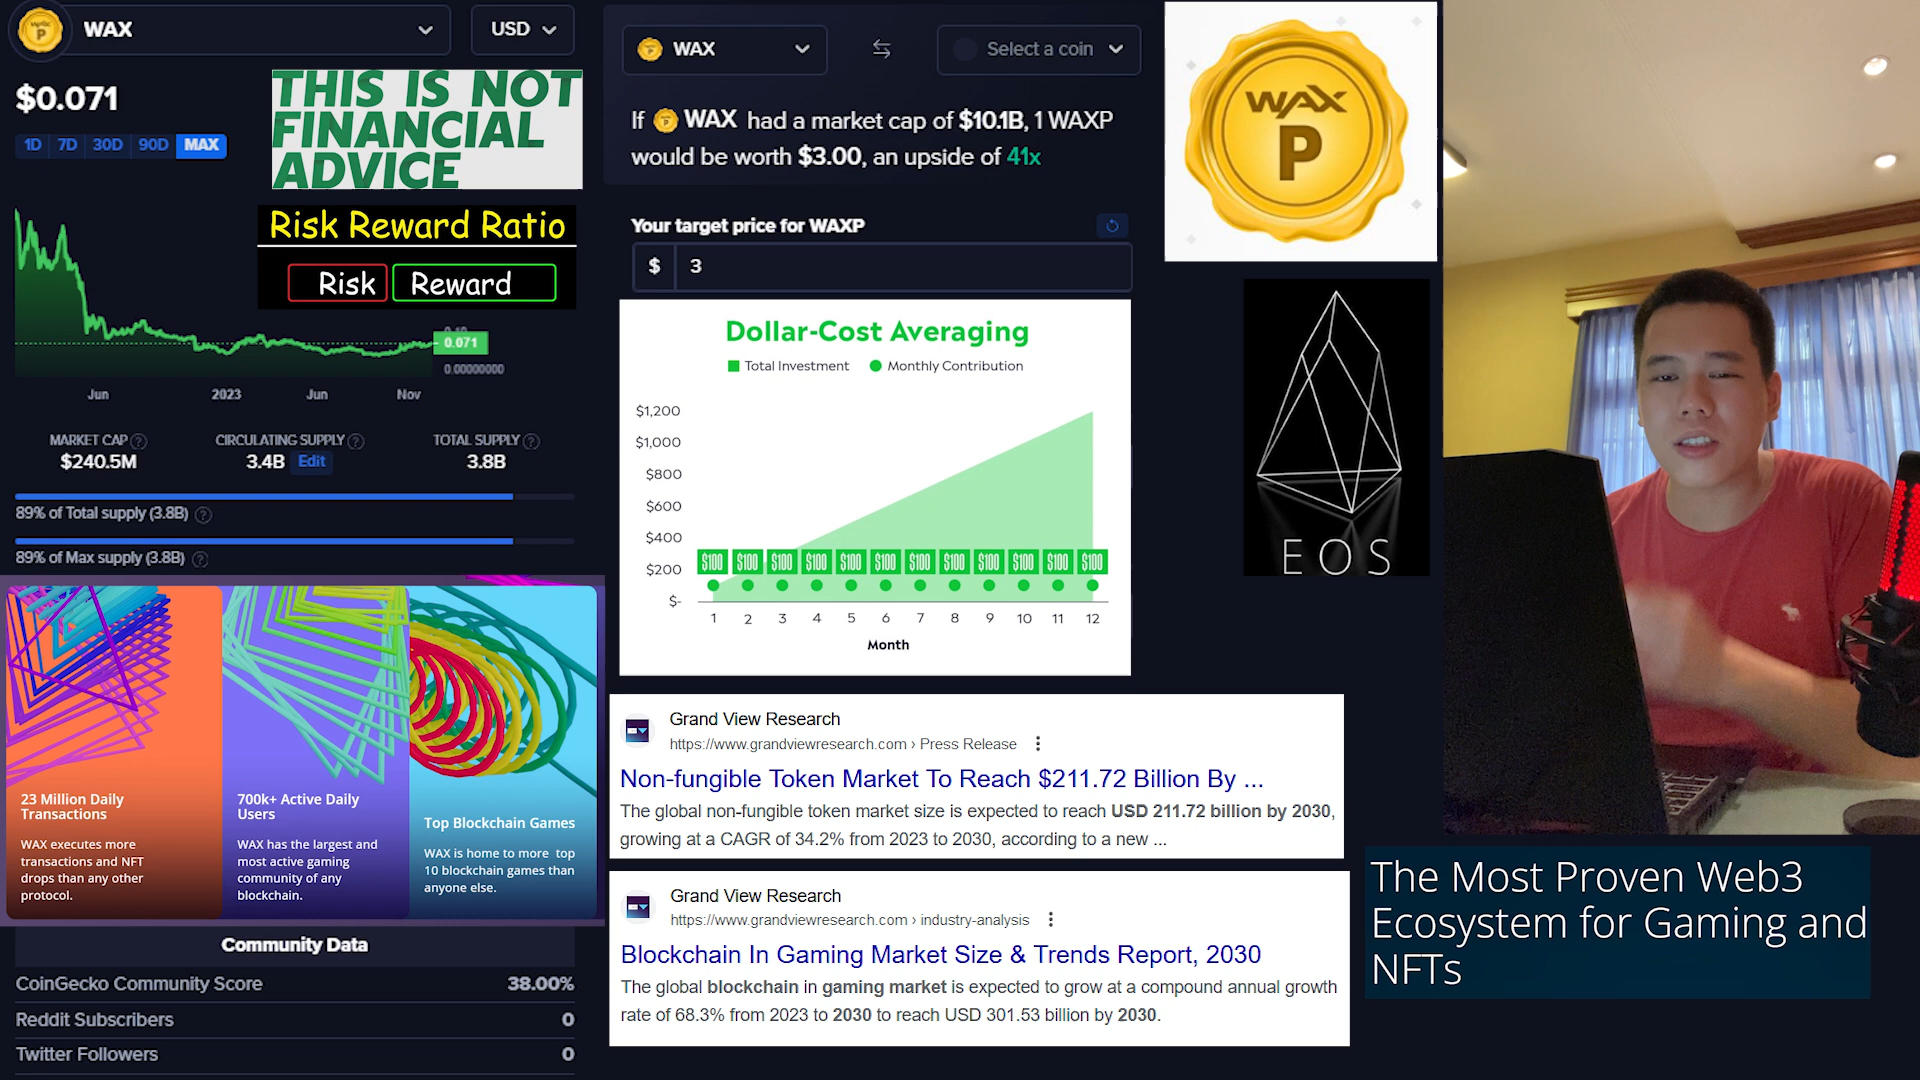 WAX
USD
$0.071
1D 7D 30D 90D MAX
THIS IS NOT
FINANCIAL
ADVICE
Risk Reward Ratio
Risk Reward
0.071
0.00000000
Jun 2023 Jun Nov
MARKET CAP ? CIRCULATING SUPPLY ? TOTAL SUPPLY ?
$240.5M 3.4B Edit 3.8B
89% of Total supply (3.8B) ?
89% of Max supply (3.8B) ?
23 Million Daily
Transactions
WAX executes more
transactions and NFT
drops than any other
protocol.
700k+ Active Daily
Users
WAX has the largest and
most active gaming
community of any
blockchain.
Top Blockchain Games
WAX is home to more top
10 blockchain games than
anyone else.
Community Data
CoinGecko Community Score 38.00%
Reddit Subscribers 0
Twitter Followers 0
WAX Select a coin
If WAX had a market cap of $10.1B, 1 WAXP
would be worth $3.00, an upside of 41x
Your target price for WAXP
$ 3
Dollar-Cost Averaging
Total Investment Monthly Contribution
$1,200
$1,000
$800
$600
$400
$200
$-
$100 $100 $100 $100 $100 $100 $100 $100 $100 $100 $100 $100
1 2 3 4 5 6 7 8 9 10 11 12
Month
Grand View Research
https://www.grandviewresearch.com › Press Release
Non-fungible Token Market To Reach $211.72 Billion By ...
The global non-fungible token market size is expected to reach USD 211.72 billion by 2030,
growing at a CAGR of 34.2% from 2023 to 2030, according to a new ...
Grand View Research
https://www.grandviewresearch.com › industry-analysis
Blockchain In Gaming Market Size & Trends Report, 2030
The global blockchain in gaming market is expected to grow at a compound annual growth
rate of 68.3% from 2023 to 2030 to reach USD 301.53 billion by 2030.
WAX
P
EOS
The Most Proven Web3
Ecosystem for Gaming and
NFTs